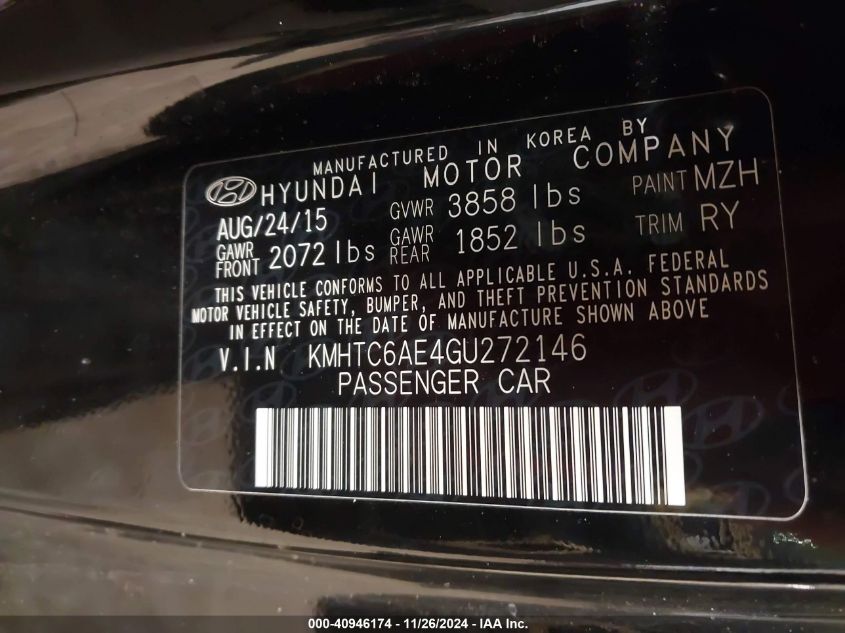 MANUFACTURED IN KOREA BY
HYUNDAI MOTOR COMPANY
AUG/24/15 GVWR 3858 lbs PAINT MZH
GAWR FRONT 2072 lbs GAWR REAR 1852 lbs TRIM RY
THIS VEHICLE CONFORMS TO ALL APPLICABLE U.S.A. FEDERAL
MOTOR VEHICLE SAFETY, BUMPER, AND THEFT PREVENTION STANDARDS
IN EFFECT ON THE DATE OF MANUFACTURE SHOWN ABOVE
V.I.N KMHTC6AE4GU272146
PASSENGER CAR
000-40946174 - 11/26/2024 - IAA Inc.